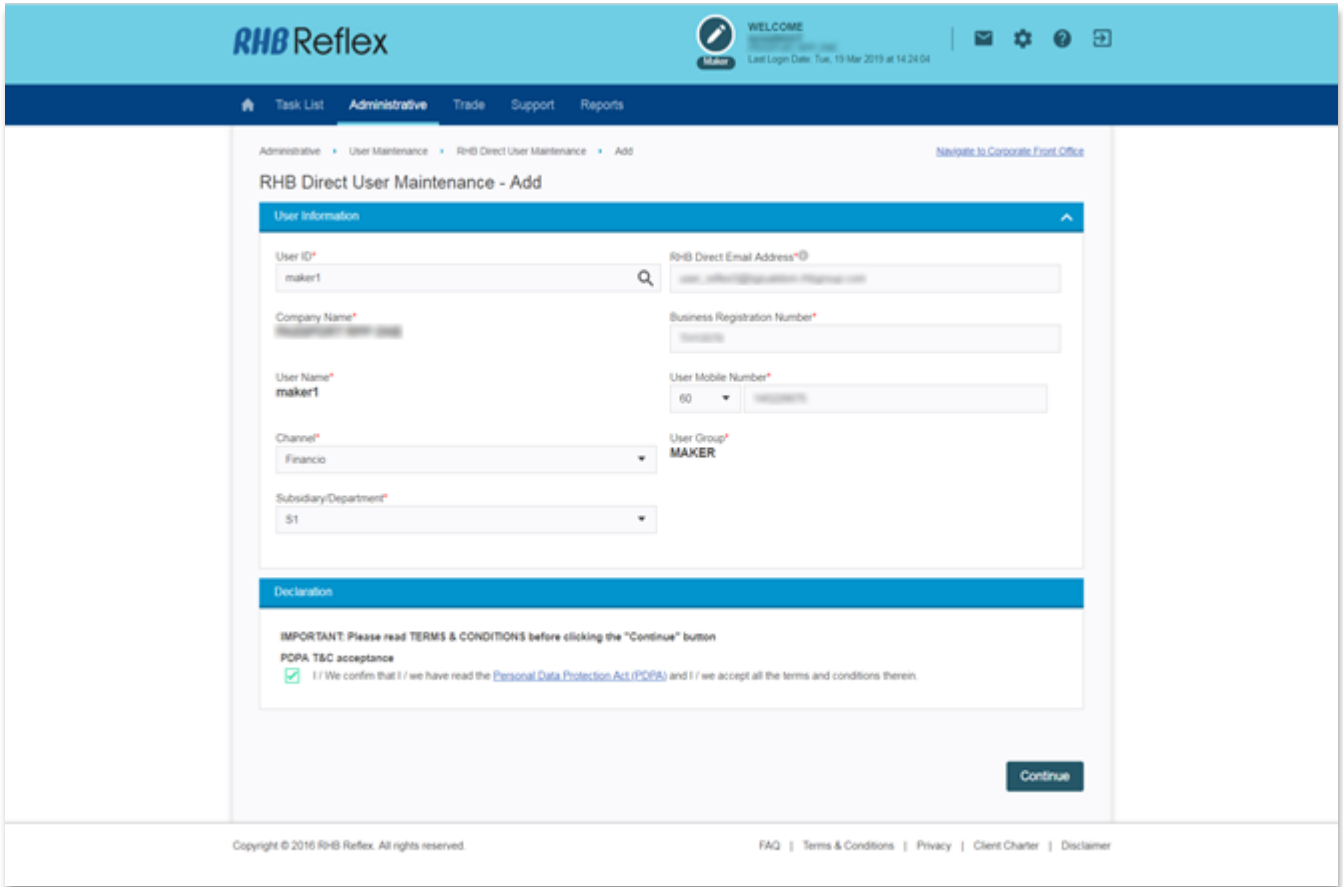 RHB Reflex
Maker
WELCOME
Last Login Date: Tue, 19 Mar 2019 at 14:24:04
Task List Administrative Trade Support Reports
Administrative User Maintenance RHB Direct User Maintenance Add Navigate to Corporate Front Office
RHB Direct User Maintenance - Add
User Information
User ID* RHB Direct Email Address*
maker1
Company Name* Business Registration Number*
User Name* User Mobile Number*
maker1
60
Channel* User Group*
Financio MAKER
Subsidiary/Department*
S1
Declaration
IMPORTANT: Please read TERMS & CONDITIONS before clicking the "Continue" button
PDPA T&C acceptance
I / We confim that I / we have read the Personal Data Protection Act (PDPA) and I / we accept all the terms and conditions therein.
Continue
Copyright © 2016 RHB Reflex. All rights reserved. FAQ | Terms & Conditions | Privacy | Client Charter | Disclaimer